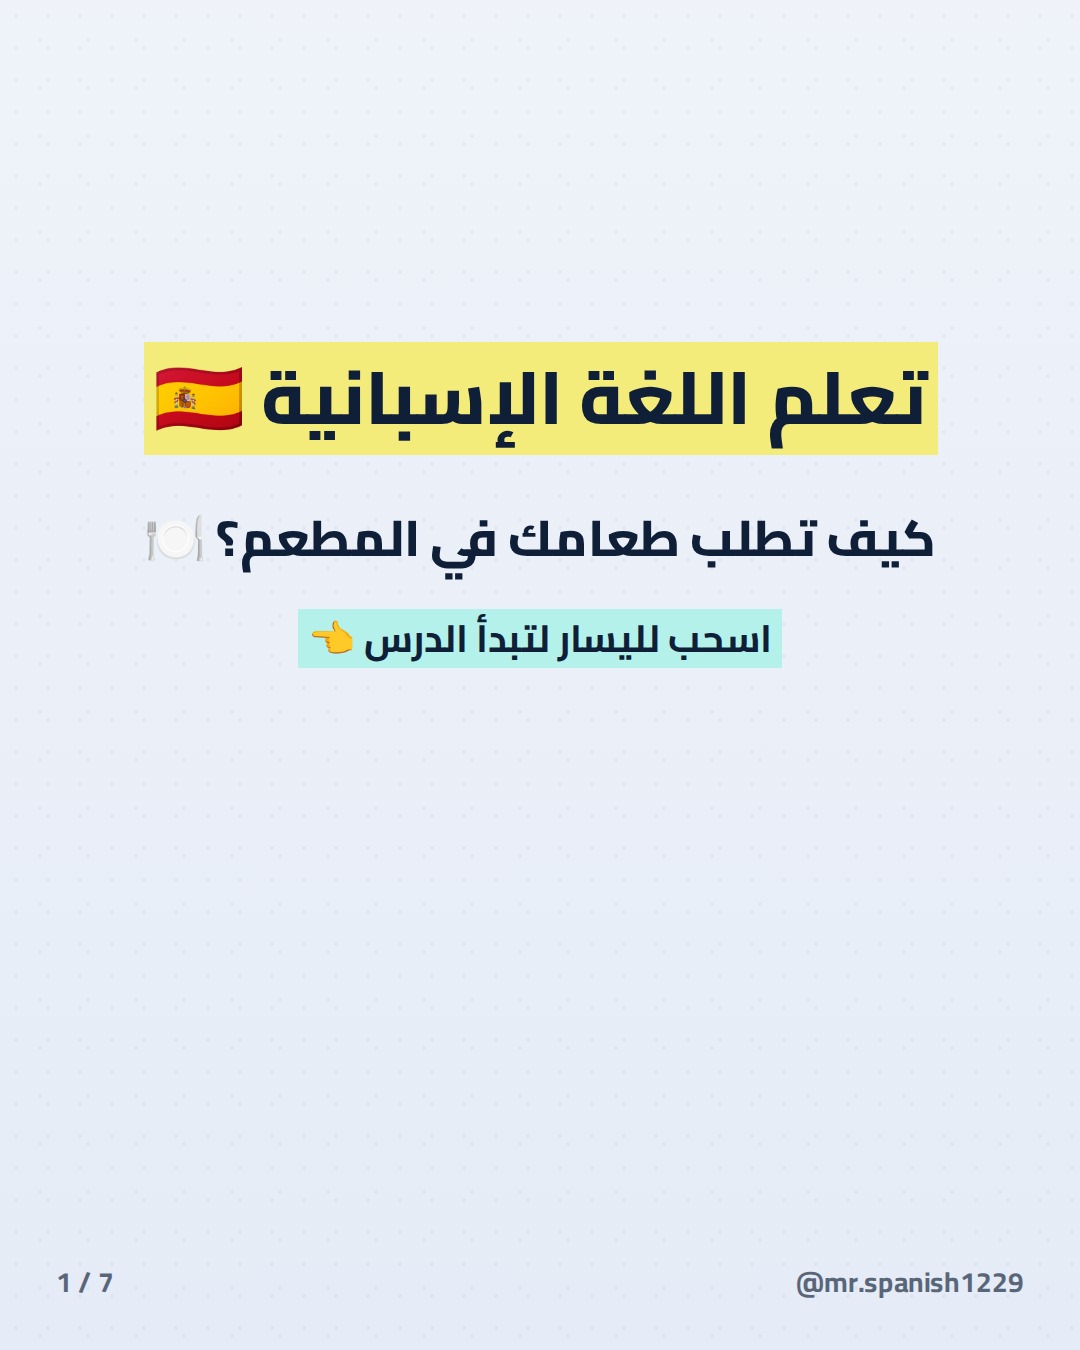 تعلم اللغة الإسبانية 🇪🇸
كيف تطلب طعامك في المطعم؟ 🍽️
اسحب لليسار لتبدأ الدرس 👈
1 / 7
@mr.spanish1229